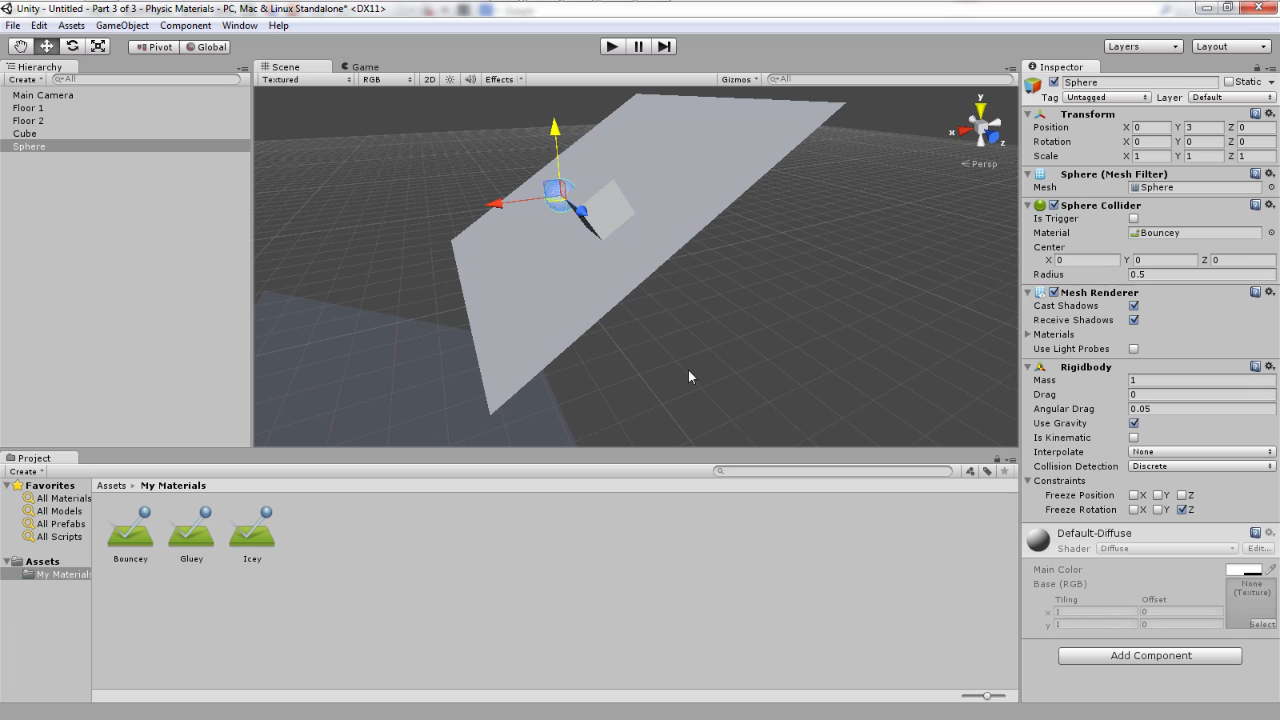 Unity - Untitled - Part 3 of 3 - Physic Materials - PC, Mac & Linux Standalone* <DX11>
File Edit Assets GameObject Component Window Help
Pivot Global Layers Layout
Hierarchy
Create All
Main Camera
Floor 1
Floor 2
Cube
Sphere
Scene Game
Textured RGB 2D Effects Gizmos All
y
x
z
Persp
Inspector
Sphere Static
Tag Untagged Layer Default
Transform
Position X 0 Y 3 Z 0
Rotation X 0 Y 0 Z 0
Scale X 1 Y 1 Z 1
Sphere (Mesh Filter)
Mesh Sphere
Sphere Collider
Is Trigger
Material Bouncey
Center
X 0 Y 0 Z 0
Radius 0.5
Mesh Renderer
Cast Shadows
Receive Shadows
Materials
Use Light Probes
Rigidbody
Mass 1
Drag 0
Angular Drag 0.05
Use Gravity
Is Kinematic
Interpolate None
Collision Detection Discrete
Constraints
Freeze Position X Y Z
Freeze Rotation X Y Z
Default-Diffuse
Shader Diffuse Edit...
Main Color
Base (RGB)
None
(Texture)
Tiling Offset
x 1 0
y 1 0
Select
Add Component
Project
Create
Favorites
All Materials
All Models
All Prefabs
All Scripts
Assets
My Materials
Assets My Materials
Bouncey Gluey Icey